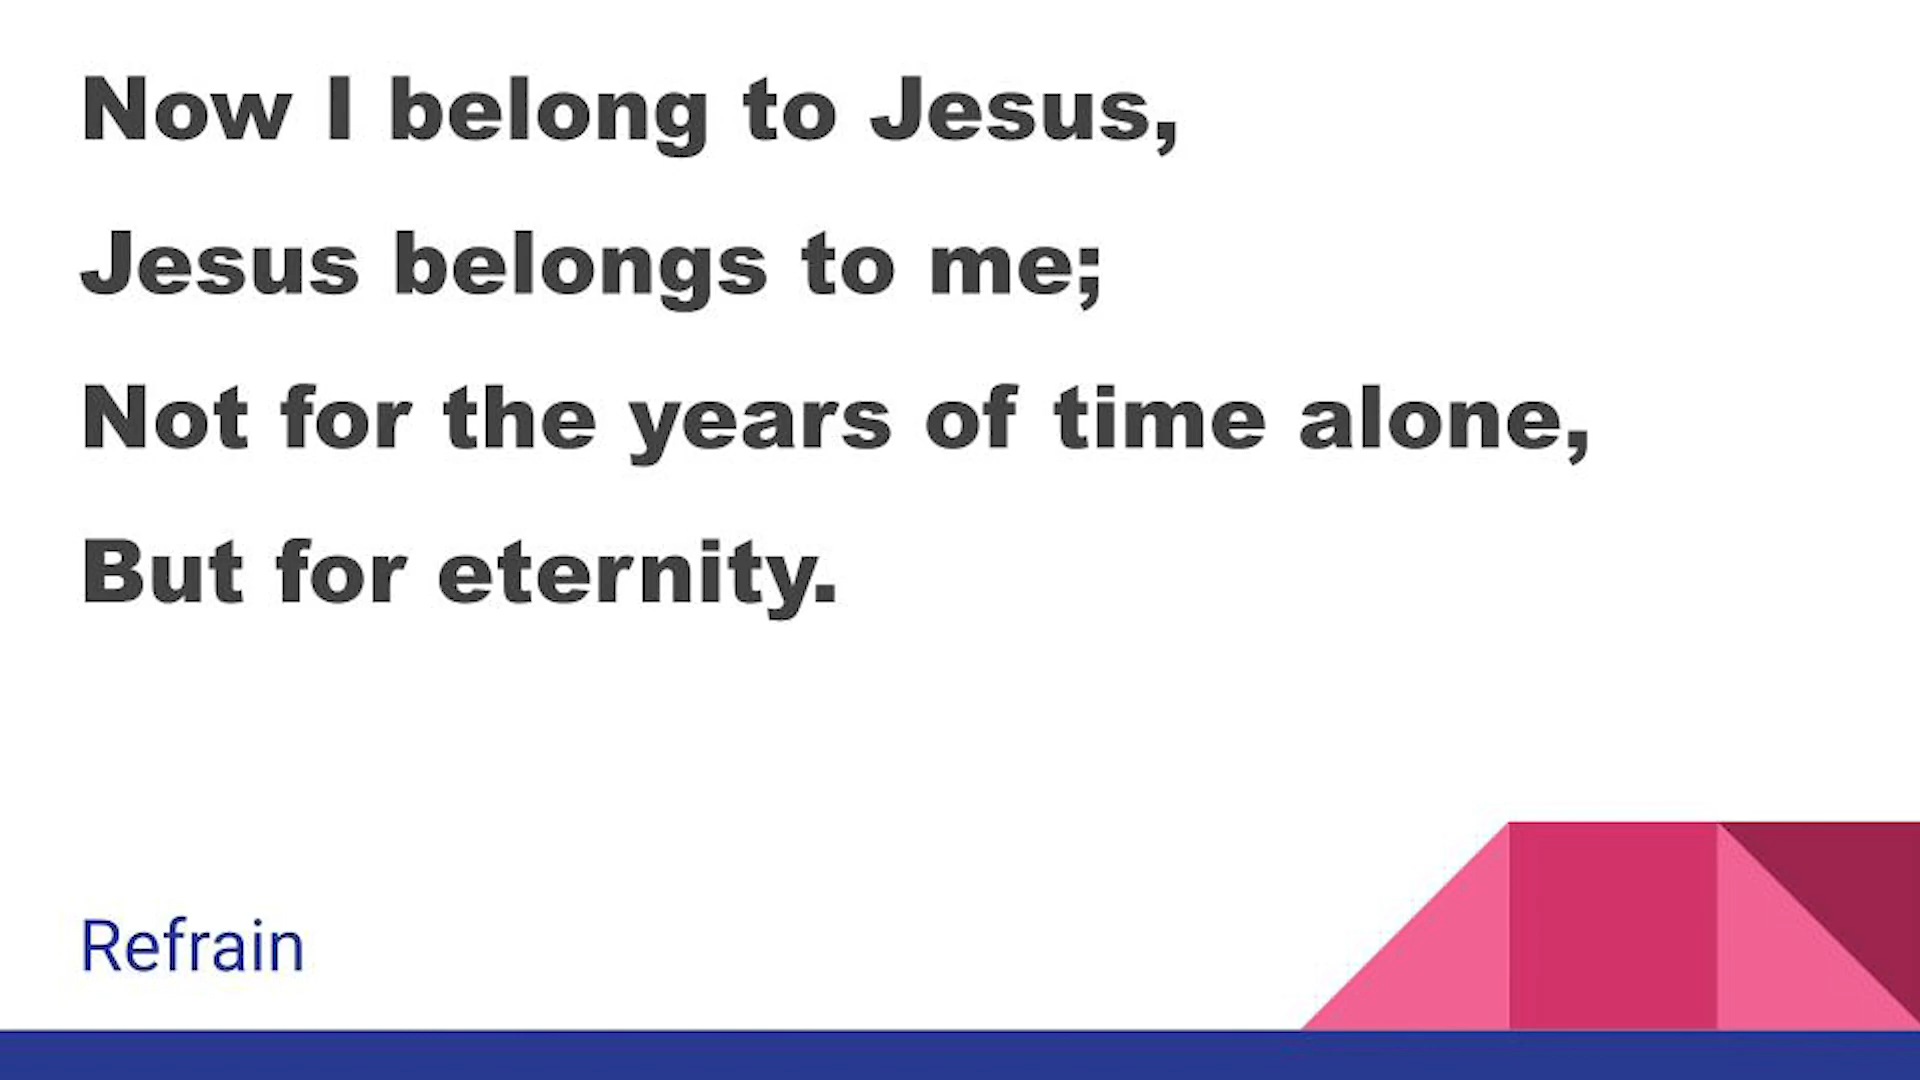 Now I belong to Jesus,
Jesus belongs to me;
Not for the years of time alone,
But for eternity.
Refrain